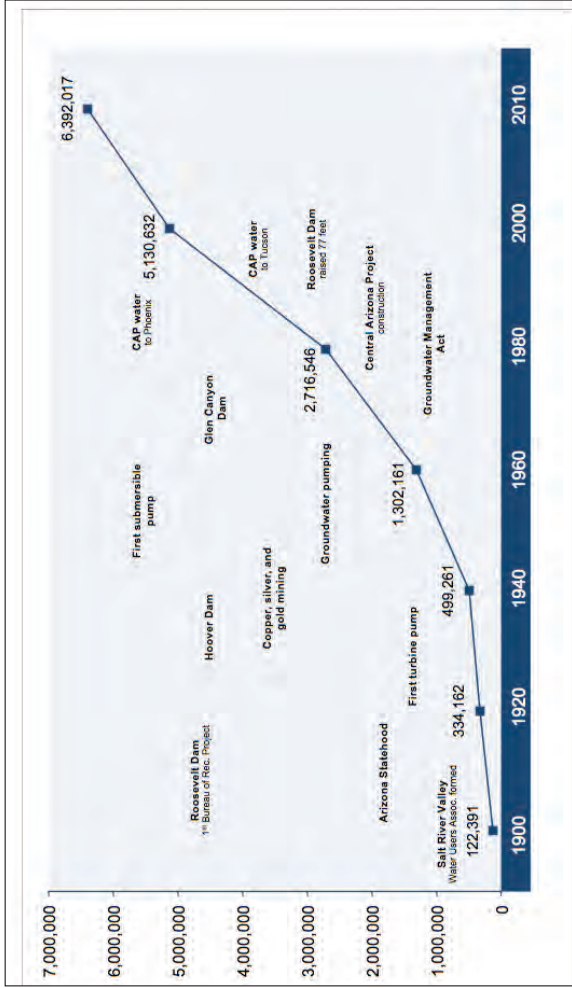 7,000,000
6,000,000
5,000,000
4,000,000
3,000,000
2,000,000
1,000,000
0
6,392,017
5,130,632
2,716,546
1,302,161
499,261
334,162
122,391
CAP water
to Phoenix
First submersible
pump
Roosevelt Dam
1st Bureau of Rec. Project
Hoover Dam
Glen Canyon
Dam
CAP water
to Tucson
Copper, silver, and
gold mining
Groundwater pumping
Roosevelt Dam
raised 77 feet
Arizona Statehood
First turbine pump
Central Arizona Project
construction
Groundwater Management
Act
Salt River Valley
Water Users Assoc. formed
1900
1920
1940
1960
1980
2000
2010